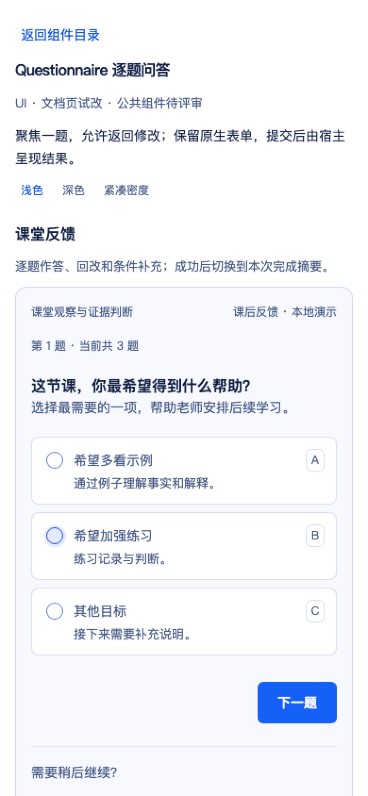 返回组件目录
Questionnaire 逐题问答
UI · 文档页试改 · 公共组件待评审
聚焦一题，允许返回修改；保留原生表单，提交后由宿主
呈现结果。
浅色 深色 紧凑密度
课堂反馈
逐题作答、回改和条件补充；成功后切换到本次完成摘要。
课堂观察与证据判断 课后反馈 · 本地演示
第 1 题 · 当前共 3 题
这节课，你最希望得到什么帮助？
选择最需要的一项，帮助老师安排后续学习。
希望多看示例 A
通过例子理解事实和解释。
希望加强练习 B
练习记录与判断。
其他目标 C
接下来需要补充说明。
下一题
需要稍后继续？